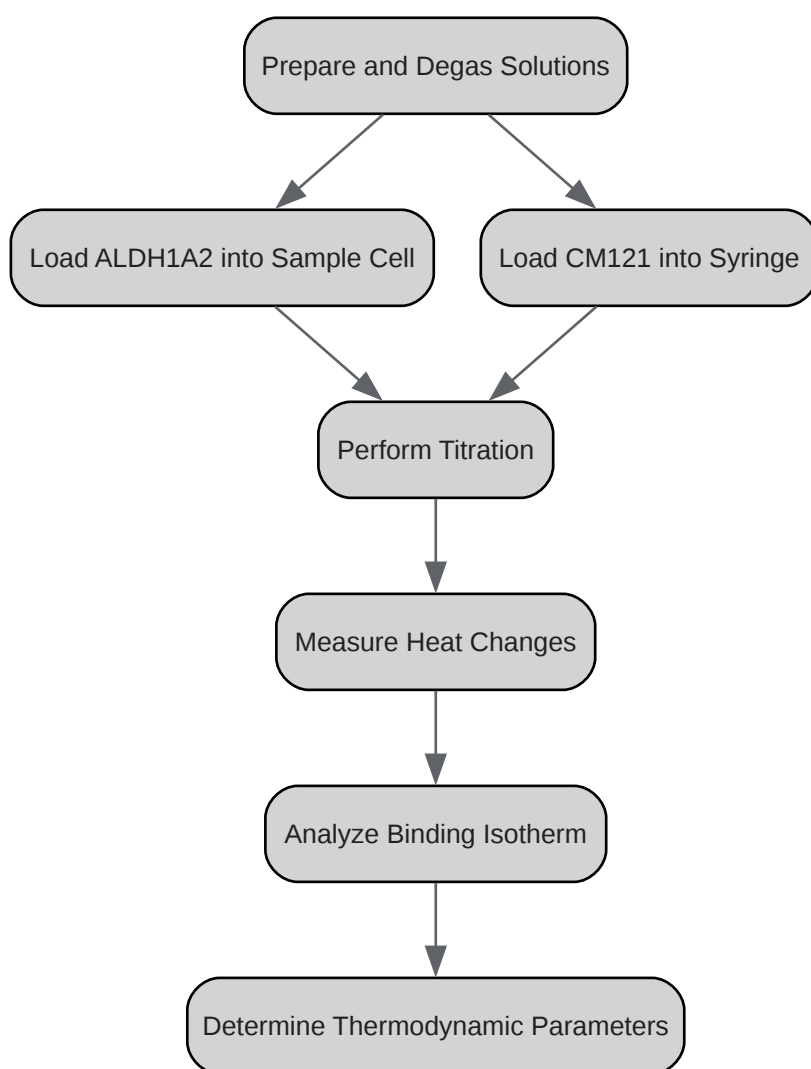 Prepare and Degas Solutions
Load ALDH1A2 into Sample Cell
Load CM121 into Syringe
Perform Titration
Measure Heat Changes
Analyze Binding Isotherm
Determine Thermodynamic Parameters